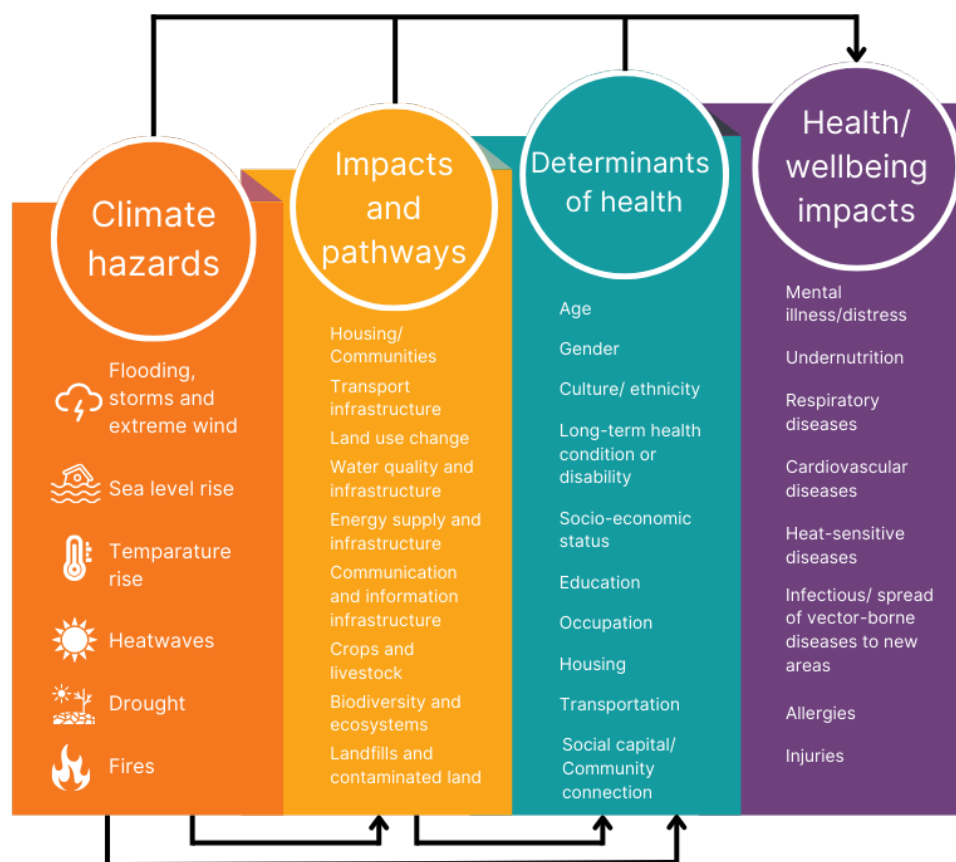 Climate
hazards
Flooding,
storms and
extreme wind
Sea level rise
Temparature
rise
Heatwaves
Drought
Fires
Impacts
and
pathways
Housing/
Communities
Transport
infrastructure
Land use change
Water quality and
infrastructure
Energy supply and
infrastructure
Communication
and information
infrastructure
Crops and
livestock
Biodiversity and
ecosystems
Landfills and
contaminated land
Determinants
of health
Age
Gender
Culture/ ethnicity
Long-term health
condition or
disability
Socio-economic
status
Education
Occupation
Housing
Transportation
Social capital/
Community
connection
Health/
wellbeing
impacts
Mental
illness/distress
Undernutrition
Respiratory
diseases
Cardiovascular
diseases
Heat-sensitive
diseases
Infectious/ spread
of vector-borne
diseases to new
areas
Allergies
Injuries